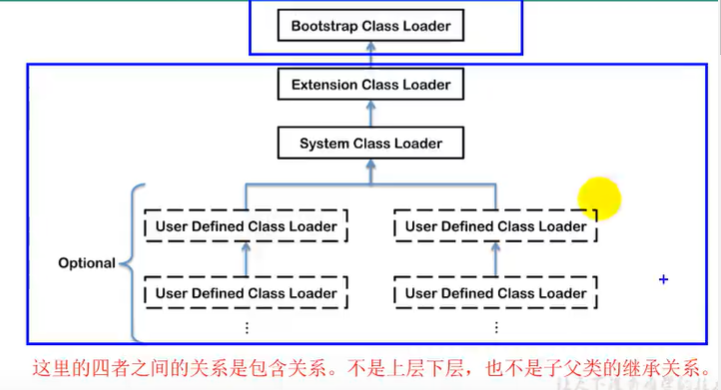 Bootstrap Class Loader
Extension Class Loader
System Class Loader
User Defined Class Loader User Defined Class Loader
Optional
User Defined Class Loader User Defined Class Loader
这里的四者之间的关系是包含关系。不是上层下层，也不是子父类的继承关系。